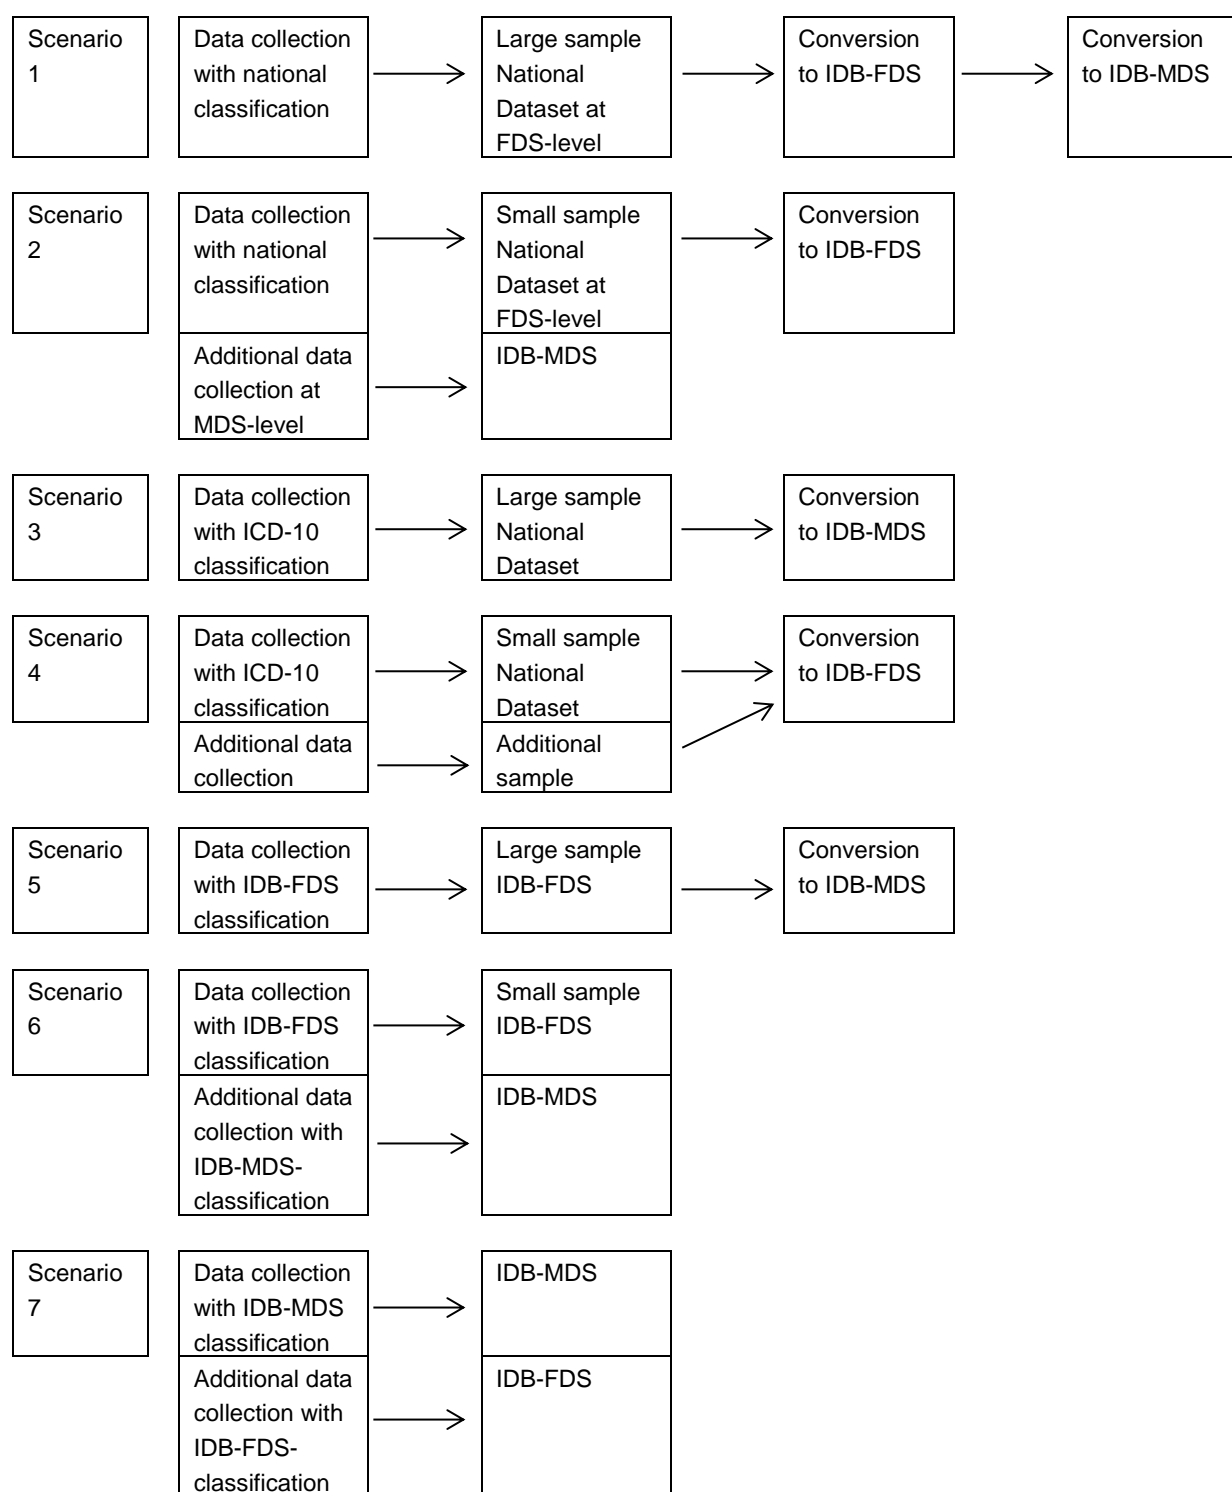 Scenario
1
Data collection
with national
classification
Large sample
National
Dataset at
FDS-level
Conversion
to IDB-FDS
Conversion
to IDB-MDS
Scenario
2
Data collection
with national
classification
Small sample
National
Dataset at
FDS-level
Conversion
to IDB-FDS
Additional data
collection at
MDS-level
IDB-MDS
Scenario
3
Data collection
with ICD-10
classification
Large sample
National
Dataset
Conversion
to IDB-MDS
Scenario
4
Data collection
with ICD-10
classification
Small sample
National
Dataset
Conversion
to IDB-FDS
Additional data
collection
Additional
sample
Scenario
5
Data collection
with IDB-FDS
classification
Large sample
IDB-FDS
Conversion
to IDB-MDS
Scenario
6
Data collection
with IDB-FDS
classification
Small sample
IDB-FDS
Additional data
collection with
IDB-MDS-
classification
IDB-MDS
Scenario
7
Data collection
with IDB-MDS
classification
IDB-MDS
Additional data
collection with
IDB-FDS-
classification
IDB-FDS